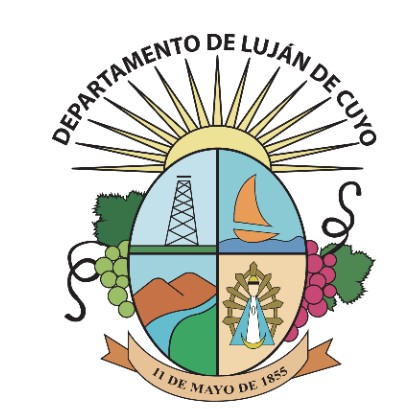 DEPARTAMENTO DE LUJÁN DE CUYO
11 DE MAYO DE 1855